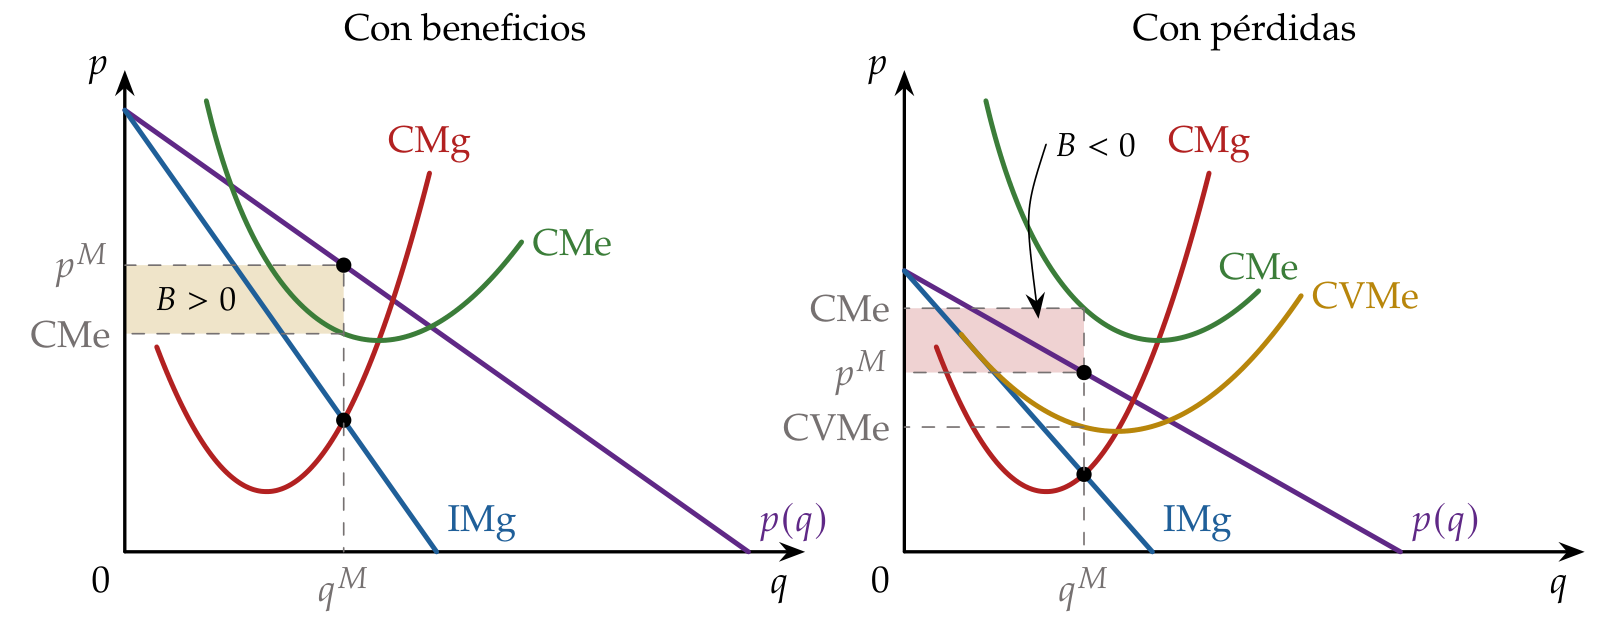 Con beneficios
p
CMg
CMe
p^M
B > 0
CMe
IMg
p(q)
0
q^M
q
Con pérdidas
p
B < 0
CMg
CMe
CVMe
CMe
p^M
CVMe
IMg
p(q)
0
q^M
q